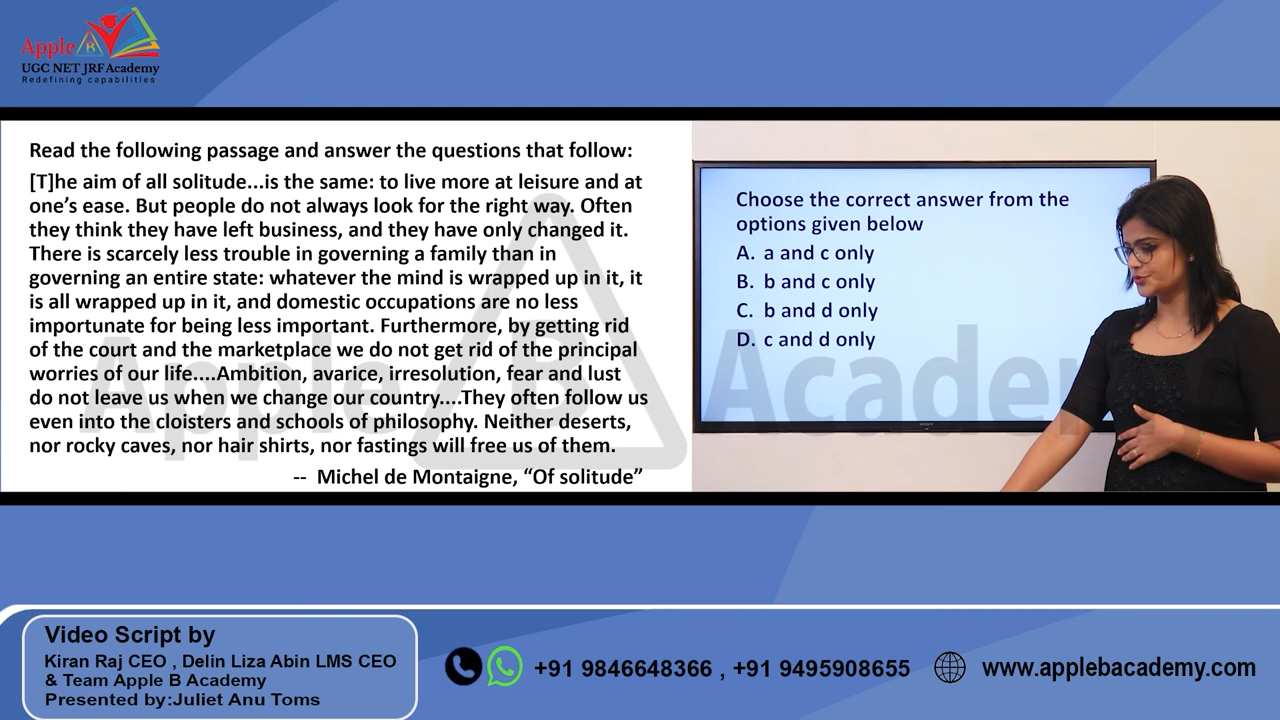 Apple B
UGC NET JRF Academy
Redefining capabilities
Read the following passage and answer the questions that follow:
[T]he aim of all solitude...is the same: to live more at leisure and at
one's ease. But people do not always look for the right way. Often
they think they have left business, and they have only changed it.
There is scarcely less trouble in governing a family than in
governing an entire state: whatever the mind is wrapped up in it, it
is all wrapped up in it, and domestic occupations are no less
importunate for being less important. Furthermore, by getting rid
of the court and the marketplace we do not get rid of the principal
worries of our life....Ambition, avarice, irresolution, fear and lust
do not leave us when we change our country....They often follow us
even into the cloisters and schools of philosophy. Neither deserts,
nor rocky caves, nor hair shirts, nor fastings will free us of them.
-- Michel de Montaigne, “Of solitude”
Choose the correct answer from the
options given below
A. a and c only
B. b and c only
C. b and d only
D. c and d only
Apple B Academy
Video Script by
Kiran Raj CEO , Delin Liza Abin LMS CEO
& Team Apple B Academy
Presented by:Juliet Anu Toms
+91 9846648366 , +91 9495908655
www.applebacademy.com